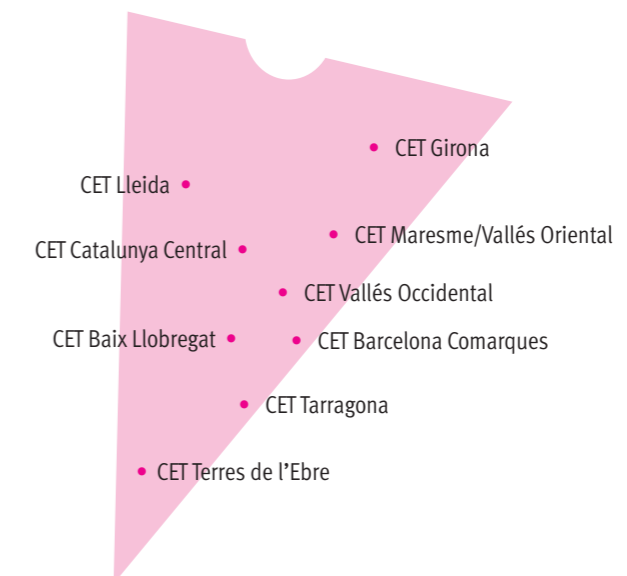 CET Girona
CET Lleida
CET Maresme/Vallés Oriental
CET Catalunya Central
CET Vallés Occidental
CET Baix Llobregat
CET Barcelona Comarques
CET Tarragona
CET Terres de l’Ebre